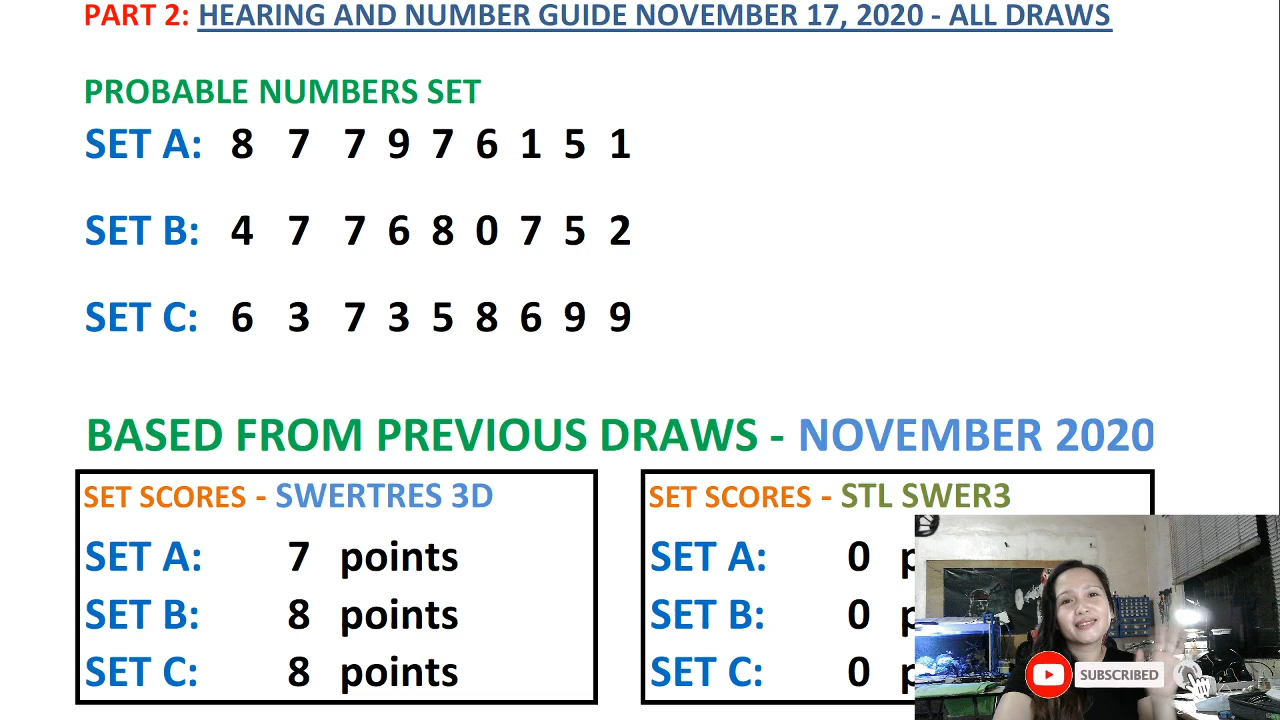 PART 2: HEARING AND NUMBER GUIDE NOVEMBER 17, 2020 - ALL DRAWS
PROBABLE NUMBERS SET
SET A: 8 7 7 9 7 6 1 5 1
SET B: 4 7 7 6 8 0 7 5 2
SET C: 6 3 7 3 5 8 6 9 9
BASED FROM PREVIOUS DRAWS - NOVEMBER 2020
SET SCORES - SWERTRES 3D
SET A: 7 points
SET B: 8 points
SET C: 8 points
SET SCORES - STL SWER3
SET A: 0 p
SET B: 0 p
SET C: 0 p
SUBSCRIBED